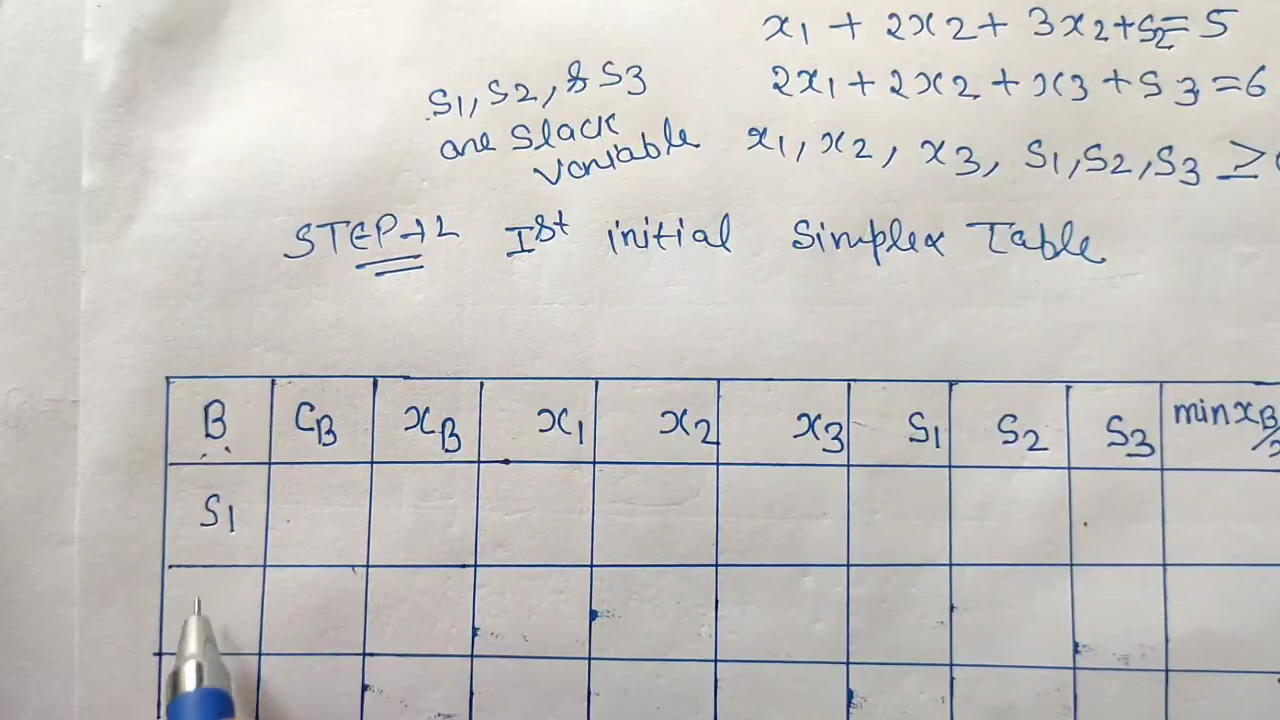 x1 + 2x2 + 3x2 + S2 = 5
S1, S2, & S3
2x1 + 2x2 + x3 + S3 = 6
are Slack
variable
x1, x2, x3, S1, S2, S3 ≥
STEP-2 Ist initial Simplex Table
B CB xB x1 x2 x3 S1 S2 S3 min xB/
S1